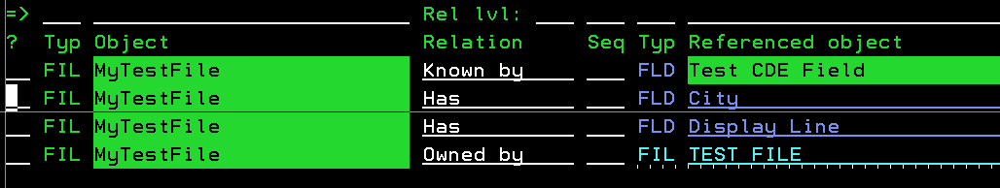 => Rel lvl:
? Typ Object Relation Seq Typ Referenced object
FIL MyTestFile Known by FLD Test CDE Field
FIL MyTestFile Has FLD City
FIL MyTestFile Has FLD Display Line
FIL MyTestFile Owned by FIL TEST FILE